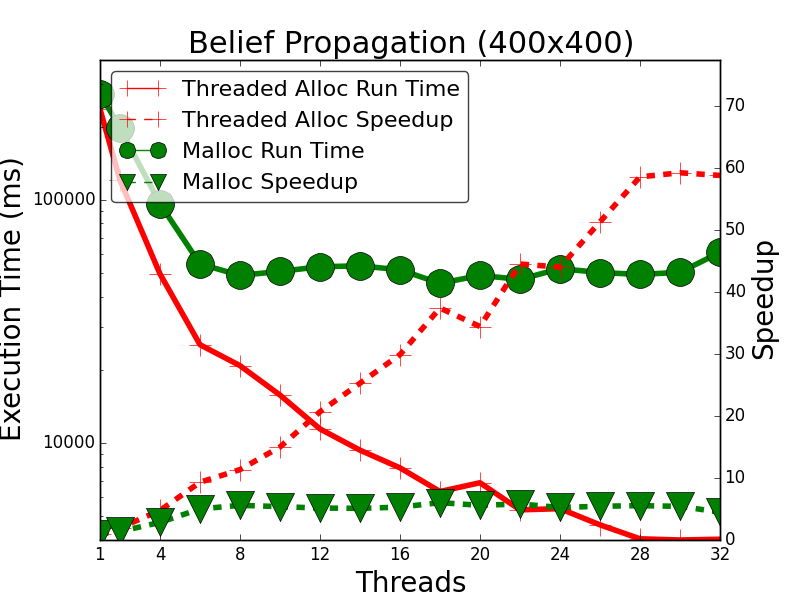 Belief Propagation (400x400)
Threaded Alloc Run Time
Threaded Alloc Speedup
Malloc Run Time
Malloc Speedup
Execution Time (ms)
100000
10000
70
60
50
40
30
20
10
0
Speedup
1 4 8 12 16 20 24 28 32
Threads